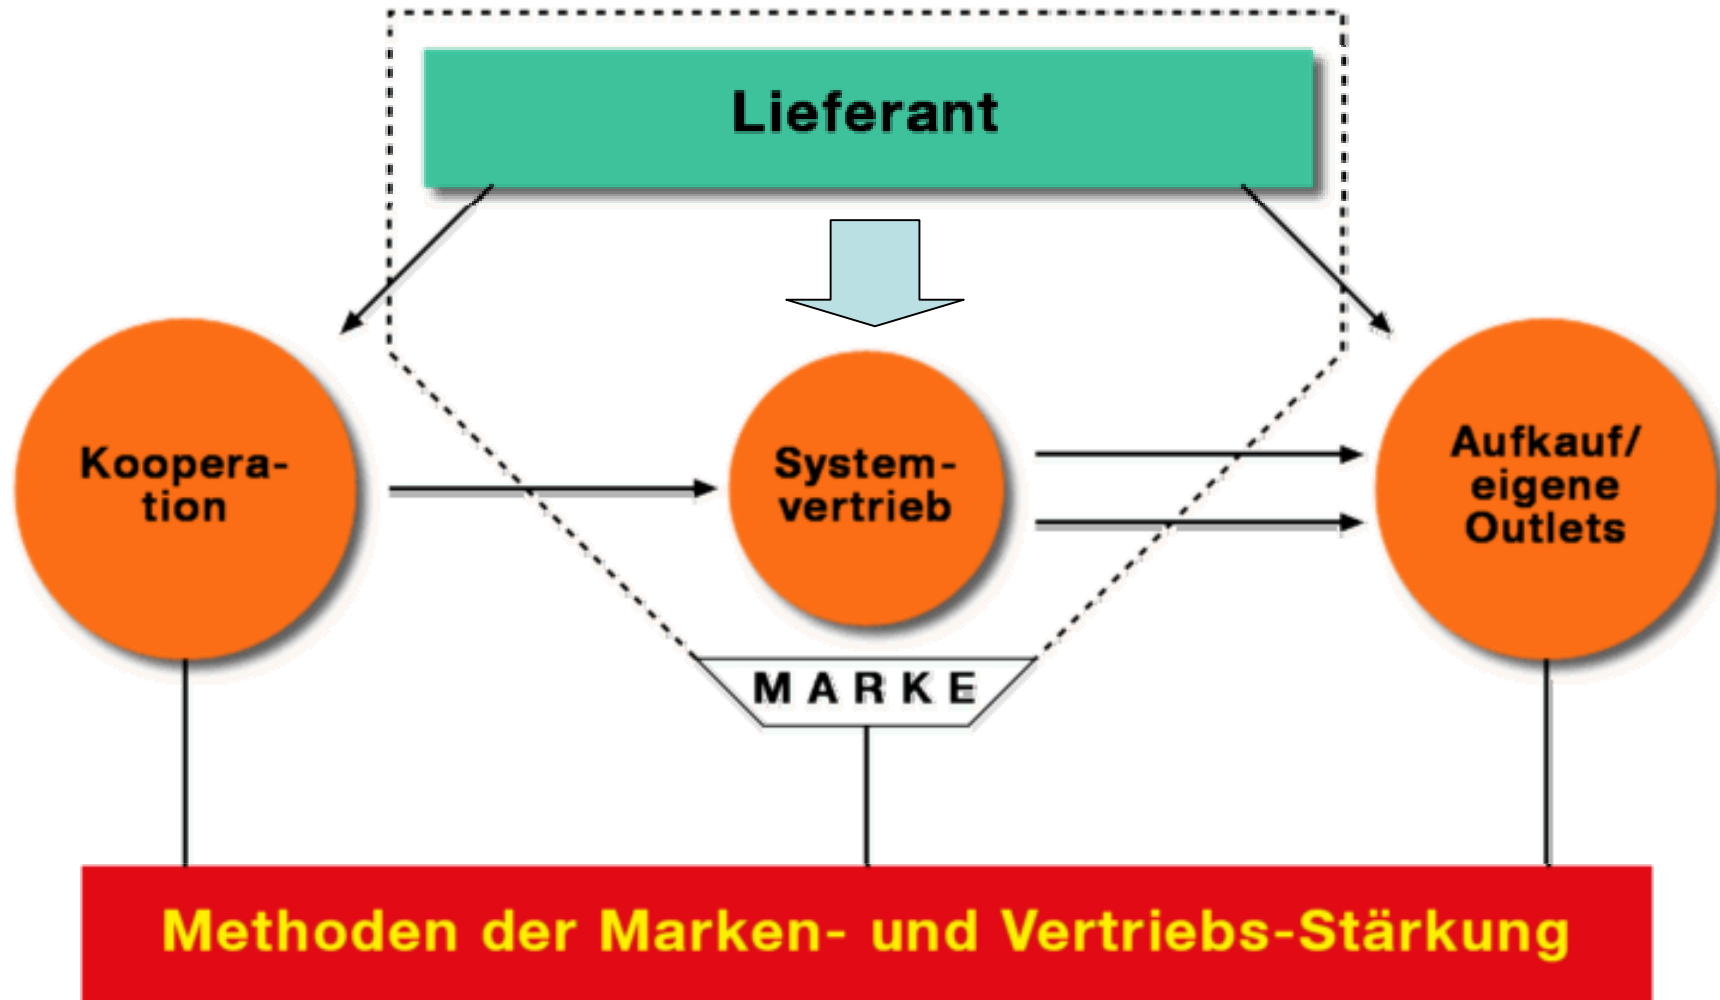 Lieferant
Koopera-
tion
System-
vertrieb
Aufkauf/
eigene
Outlets
MARKE
Methoden der Marken- und Vertriebs-Stärkung